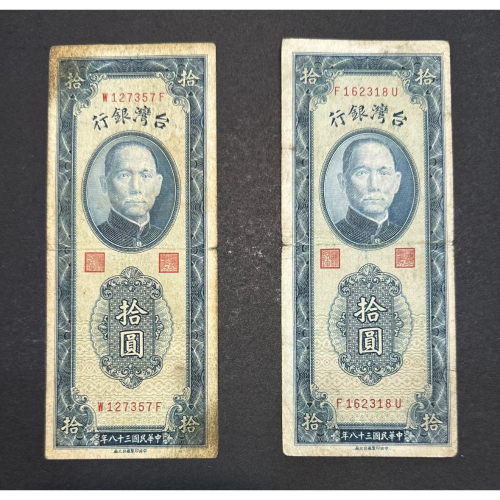 拾 拾
W127357F
行銀灣台
拾圓
W127357F
拾 拾
年八十三國民華中
拾 拾
F162318U
行銀灣台
拾圓
F162318U
拾 拾
年八十三國民華中